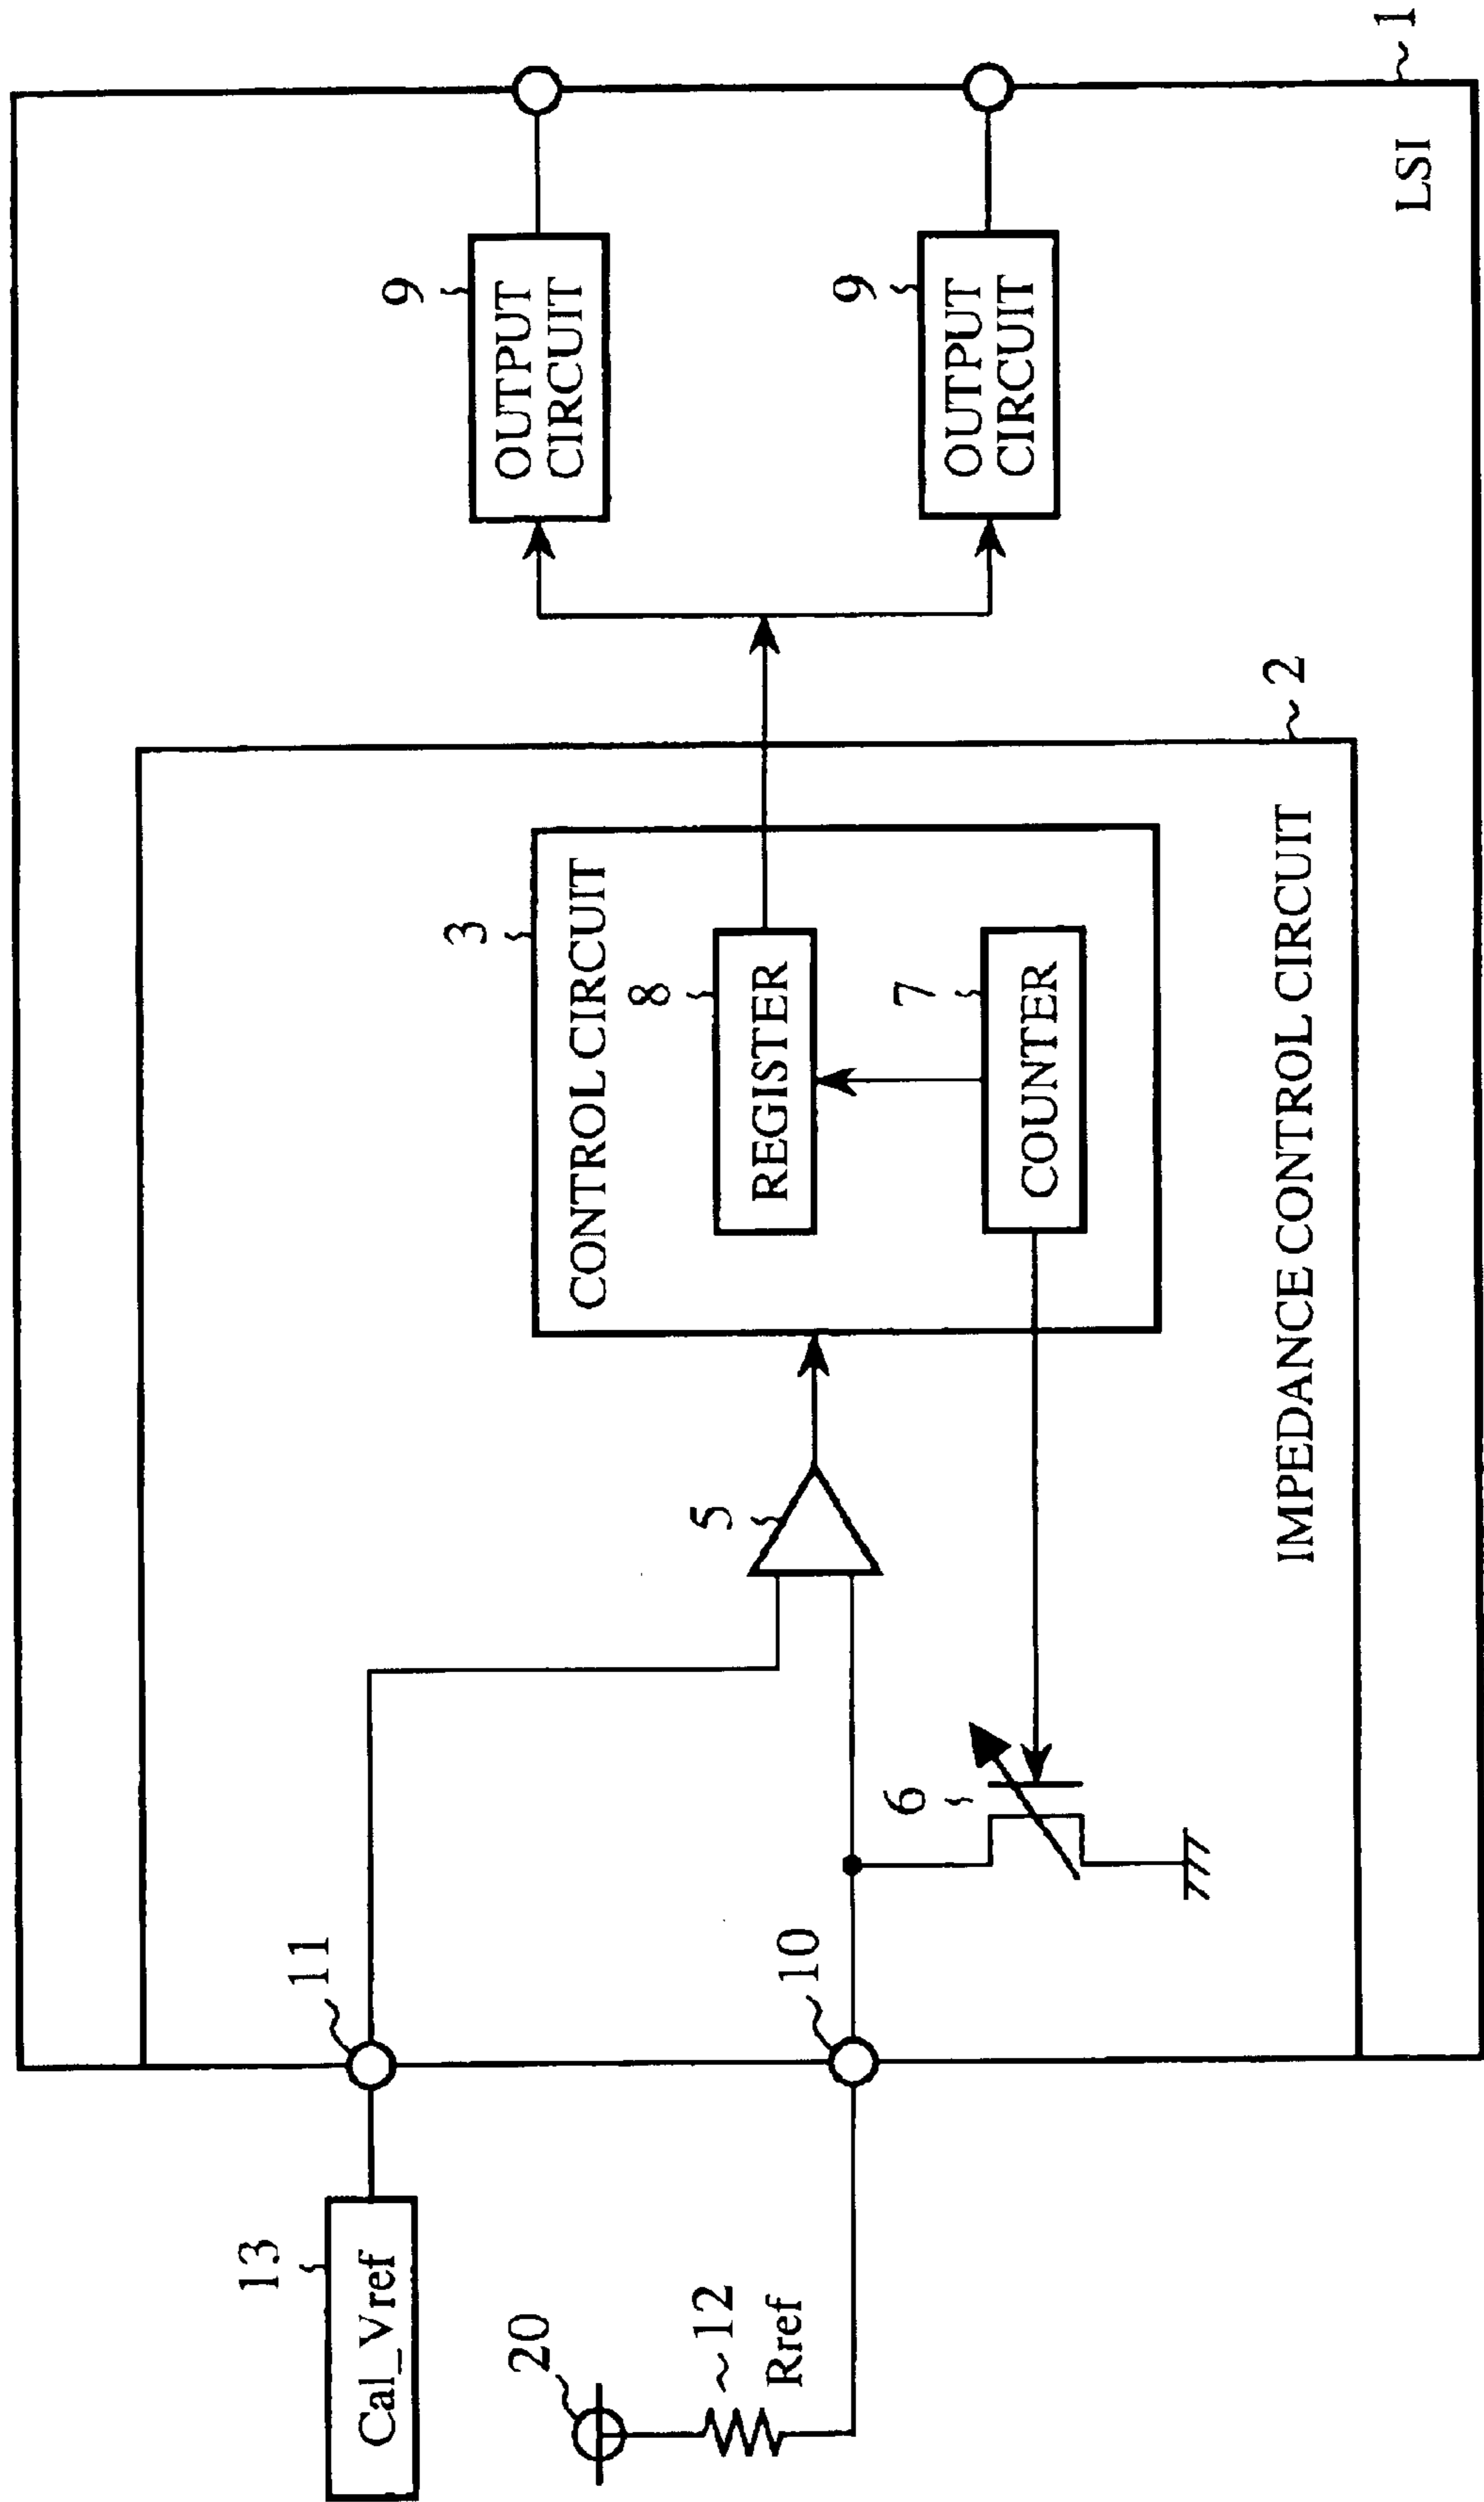 13
Cal_Vref
20
12
Rref
11
10
6
5
3
CONTROL CIRCUIT
8
REGISTER
7
COUNTER
IMPEDANCE CONTROL CIRCUIT
2
9
OUTPUT
CIRCUIT
9
OUTPUT
CIRCUIT
LSI
1